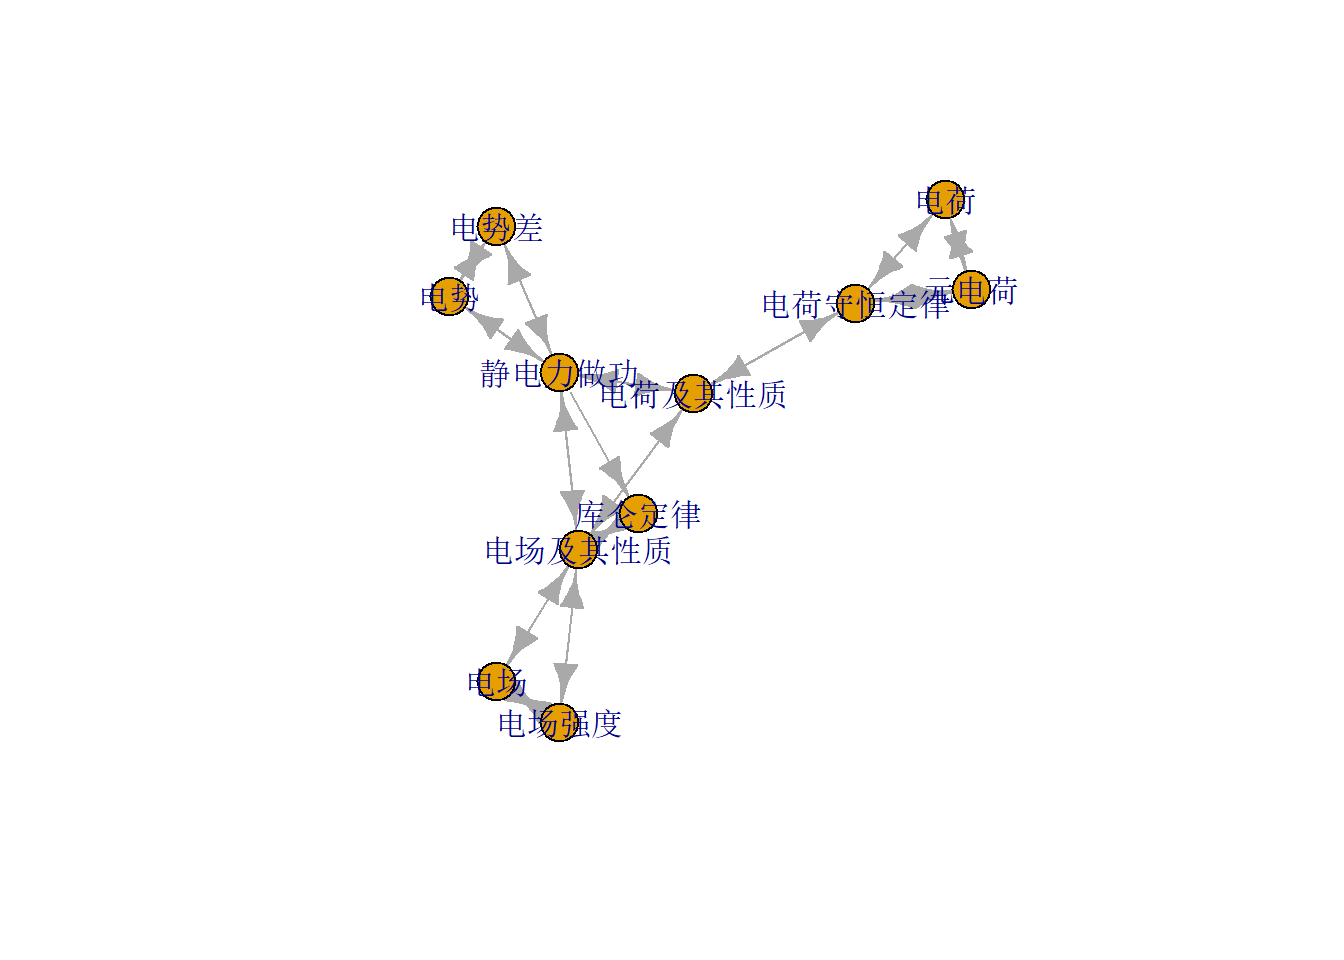 电荷
电势差
元电荷
电势
电荷守恒定律
静电力做功
电荷及其性质
库仑定律
电场及其性质
电场
电场强度